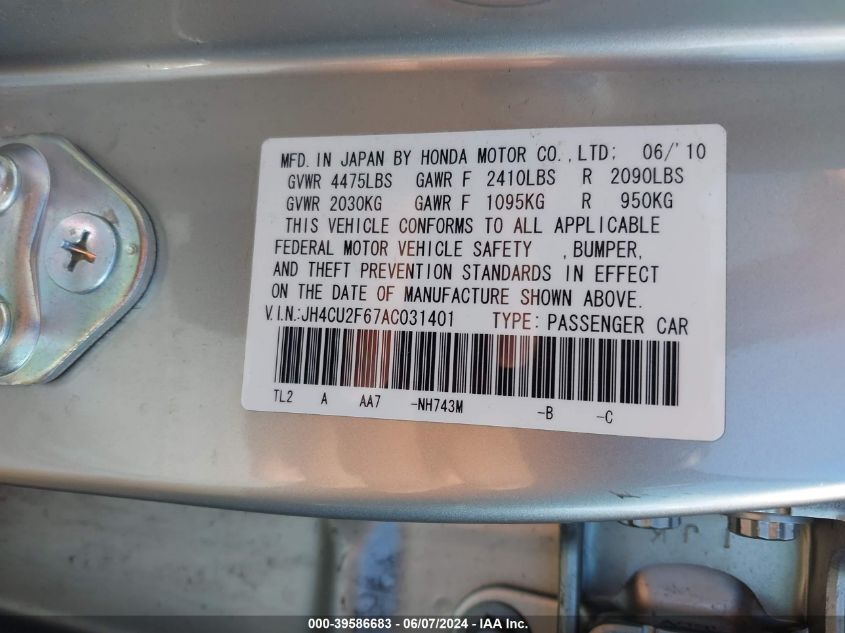 MFD. IN JAPAN BY HONDA MOTOR CO., LTD; 06/'10
GVWR 4475LBS GAWR F 2410LBS R 2090LBS
GVWR 2030KG GAWR F 1095KG R 950KG
THIS VEHICLE CONFORMS TO ALL APPLICABLE
FEDERAL MOTOR VEHICLE SAFETY , BUMPER,
AND THEFT PREVENTION STANDARDS IN EFFECT
ON THE DATE OF MANUFACTURE SHOWN ABOVE.
V.I.N.:JH4CU2F67AC031401 TYPE: PASSENGER CAR
TL2 A AA7 -NH743M -B -C
000-39586683 / 06/07/2024 - IAA Inc.